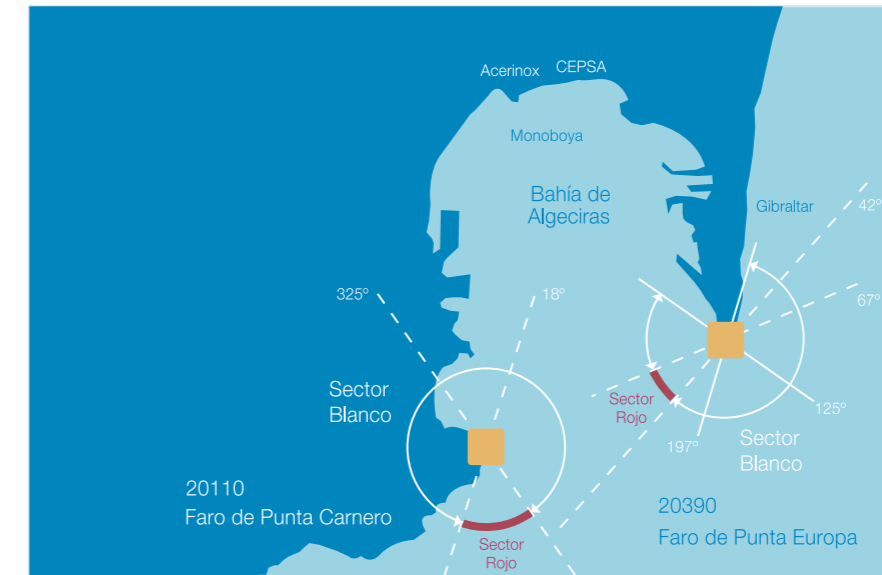 Acerinox
CEPSA
Monoboya
Bahía de
Algeciras
Gibraltar
42º
325º
18º
67º
Sector
Blanco
Sector
Rojo
125º
197º
Sector
Blanco
20110
Faro de Punta Carnero
20390
Faro de Punta Europa
Sector
Rojo